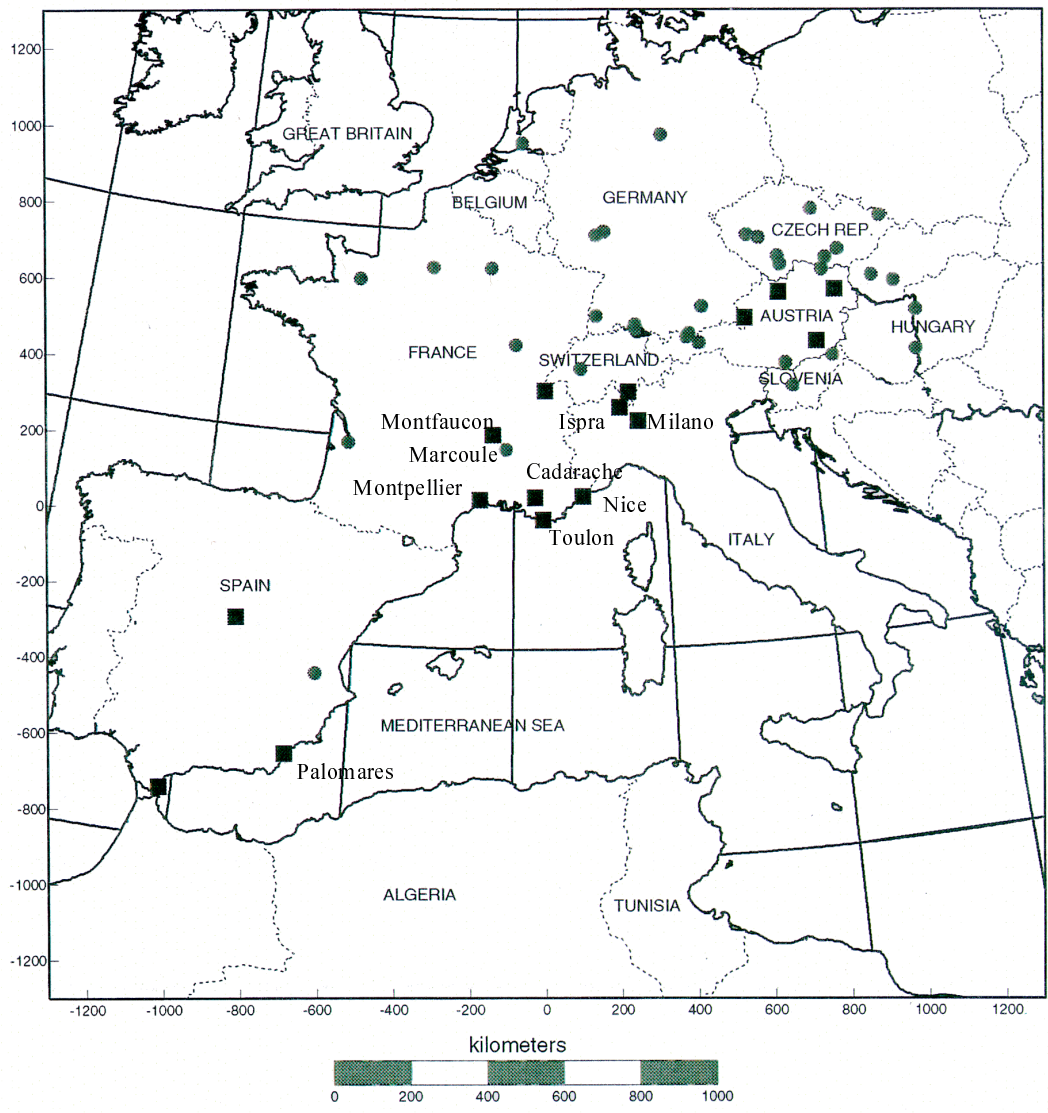 1200
1000
GREAT BRITAIN
800
BELGIUM
GERMANY
CZECH REP.
600
AUSTRIA
HUNGARY
400
FRANCE
SWITZERLAND
SLOVENIA
200
Montfaucon
Ispra
Milano
Marcoule
Cadarache
Montpellier
0
Nice
Toulon
ITALY
-200
SPAIN
-400
-600
MEDITERRANEAN SEA
Palomares
-800
-1000
ALGERIA
TUNISIA
-1200
-1200 -1000 -800 -600 -400 -200 0 200 400 600 800 1000 1200
kilometers
0 200 400 600 800 1000